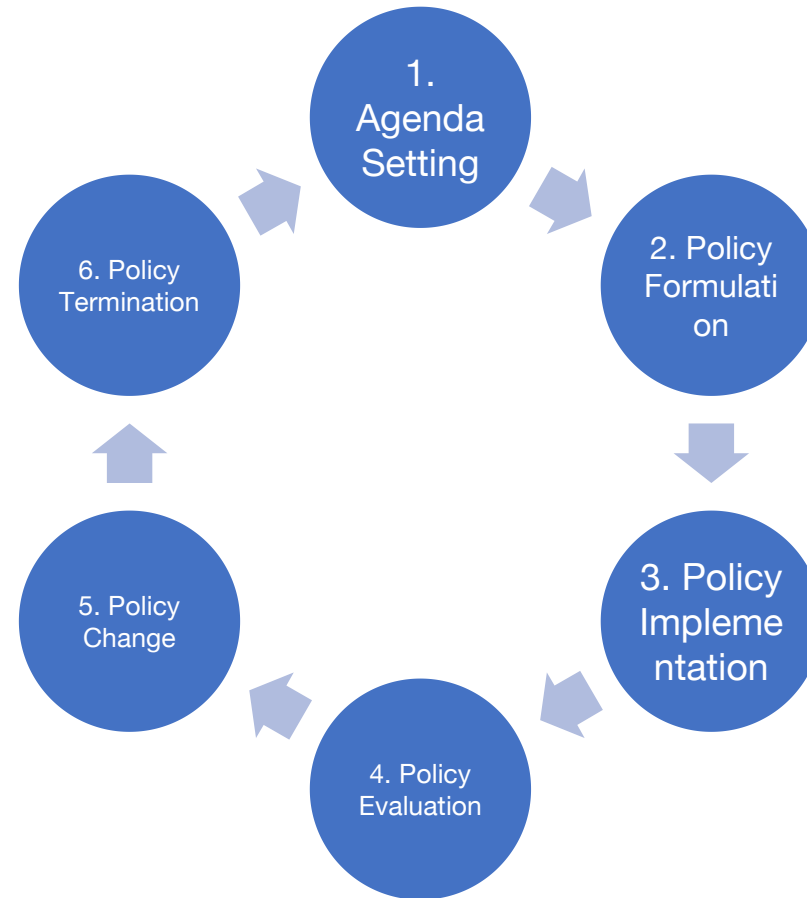 1.
Agenda
Setting
2. Policy
Formulati
on
3. Policy
Impleme
ntation
4. Policy
Evaluation
5. Policy
Change
6. Policy
Termination